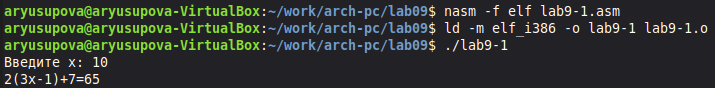 aryusupova@aryusupova-VirtualBox:~/work/arch-pc/lab09$ nasm -f elf lab9-1.asm
aryusupova@aryusupova-VirtualBox:~/work/arch-pc/lab09$ ld -m elf_i386 -o lab9-1 lab9-1.o
aryusupova@aryusupova-VirtualBox:~/work/arch-pc/lab09$ ./lab9-1
Введите x: 10
2(3x-1)+7=65